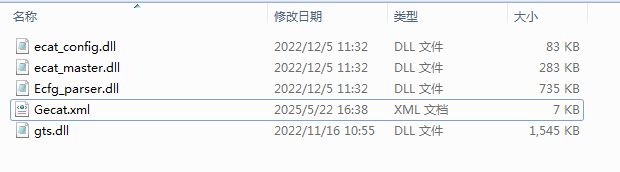 名称 修改日期 类型 大小
ecat_config.dll 2022/12/5 11:32 DLL 文件 83 KB
ecat_master.dll 2022/12/5 11:32 DLL 文件 283 KB
Ecfg_parser.dll 2022/12/5 11:32 DLL 文件 735 KB
Gecat.xml 2025/5/22 16:38 XML 文档 7 KB
gts.dll 2022/11/16 10:55 DLL 文件 1,545 KB